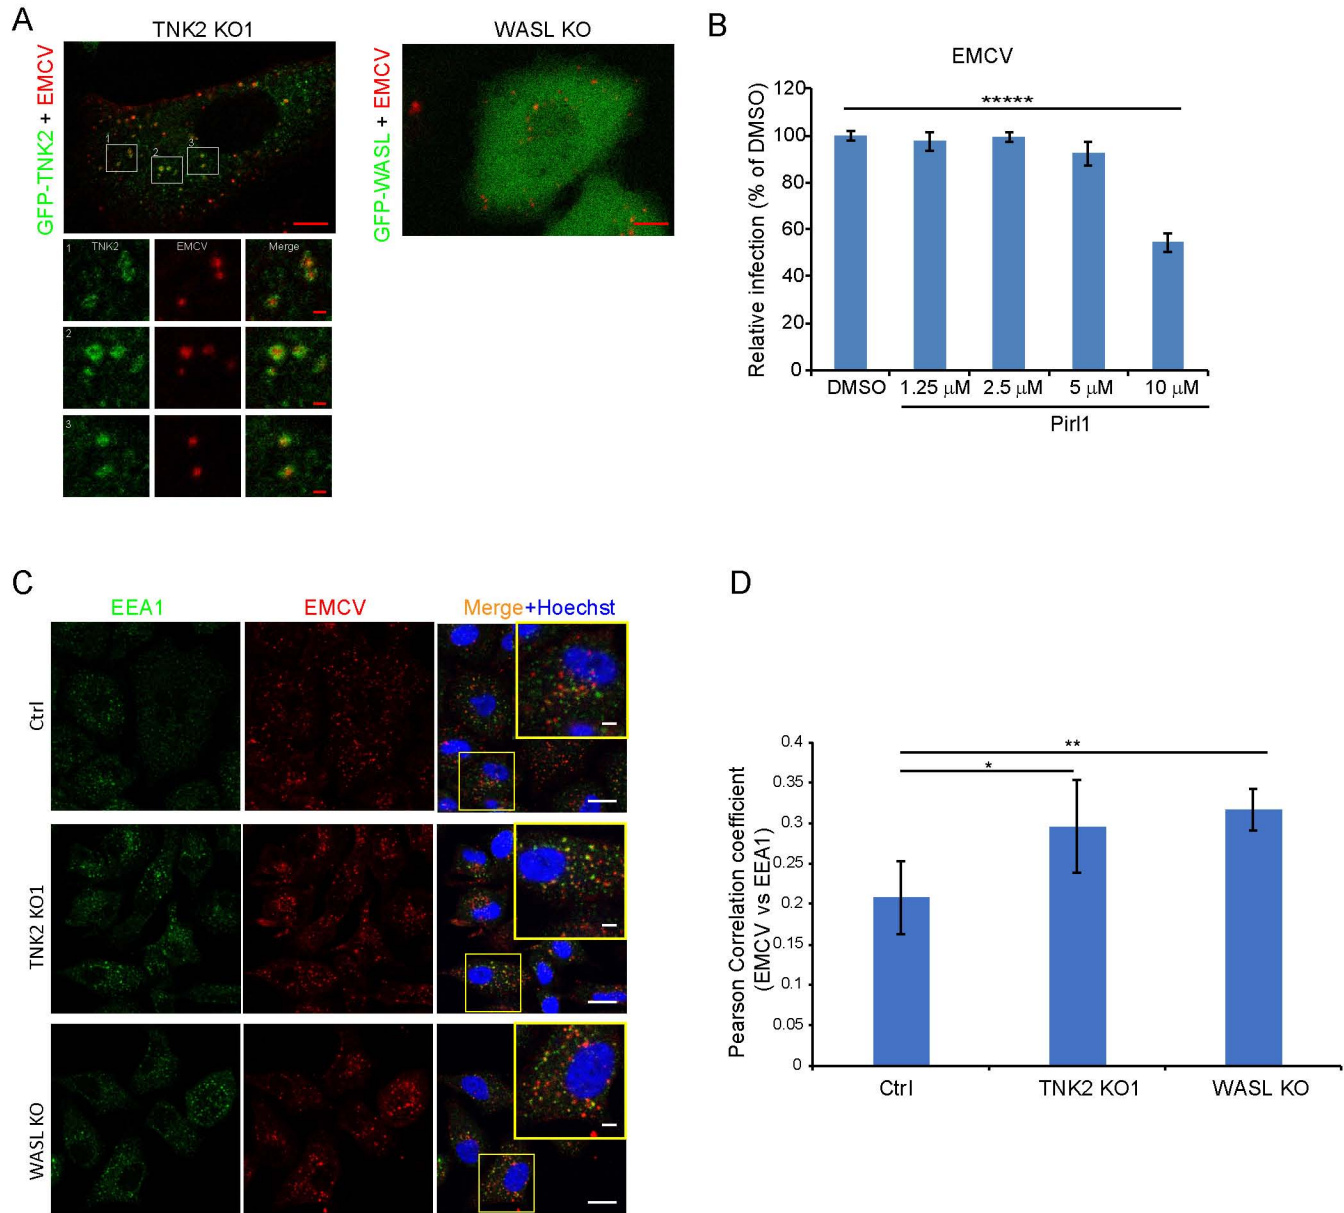 A
TNK2 KO1
WASL KO
GFP-TNK2 + EMCV
GFP-WASL + EMCV
1
2
3
1
TNK2
EMCV
Merge
2
3
B
EMCV
*****
Relative infection (% of DMSO)
120
100
80
60
40
20
0
DMSO
1.25 μM
2.5 μM
5 μM
10 μM
Pirl1
C
EEA1
EMCV
Merge+Hoechst
Ctrl
TNK2 KO1
WASL KO
D
**
*
Pearson Correlation coefficient
(EMCV vs EEA1)
0.4
0.35
0.3
0.25
0.2
0.15
0.1
0.05
0
Ctrl
TNK2 KO1
WASL KO